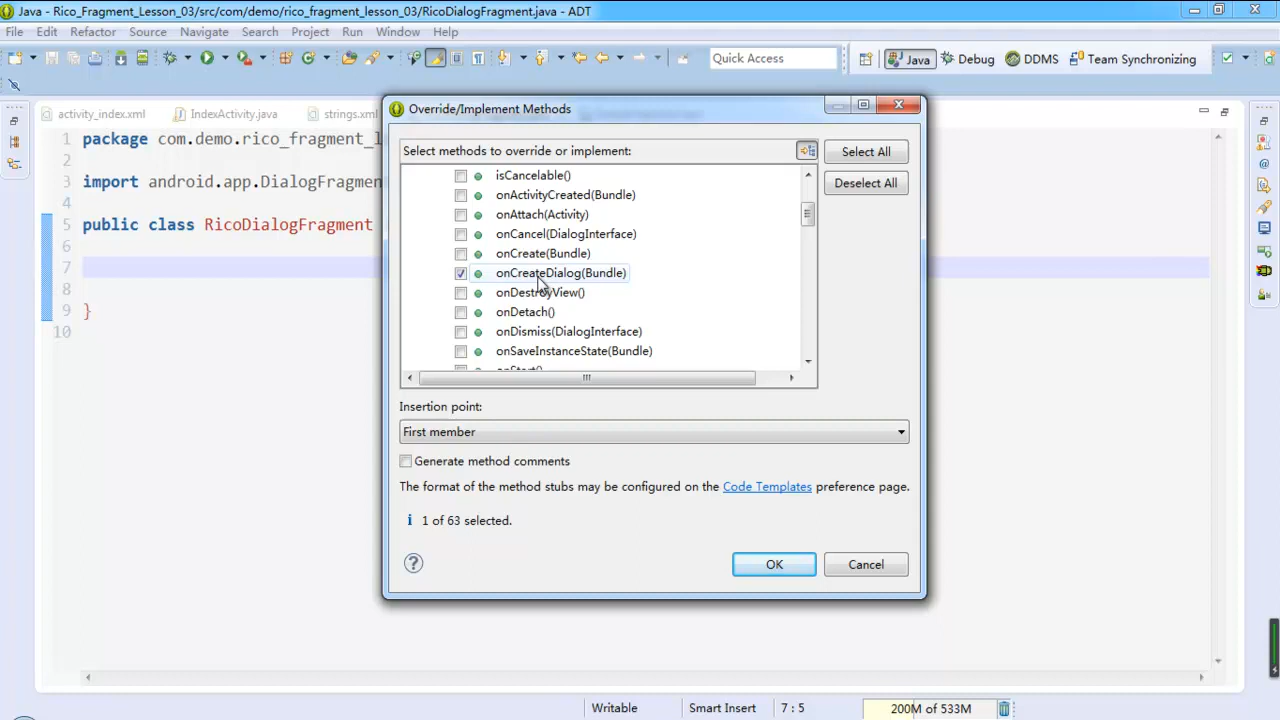 Java - Rico_Fragment_Lesson_03/src/com/demo/rico_fragment_lesson_03/RicoDialogFragment.java - ADT
File Edit Refactor Source Navigate Search Project Run Window Help
Quick Access
Java Debug DDMS Team Synchronizing
activity_index.xml IndexActivity.java strings.xml
1 package com.demo.rico_fragment_l
2
3 import android.app.DialogFragmen
4
5 public class RicoDialogFragment
6
7
8
9 }
10
Override/Implement Methods
Select methods to override or implement:
Select All
Deselect All
isCancelable()
onActivityCreated(Bundle)
onAttach(Activity)
onCancel(DialogInterface)
onCreate(Bundle)
onCreateDialog(Bundle)
onDestroyView()
onDetach()
onDismiss(DialogInterface)
onSaveInstanceState(Bundle)
onStart()
Insertion point:
First member
Generate method comments
The format of the method stubs may be configured on the Code Templates preference page.
i 1 of 63 selected.
?
OK Cancel
Writable Smart Insert 7 : 5 200M of 533M